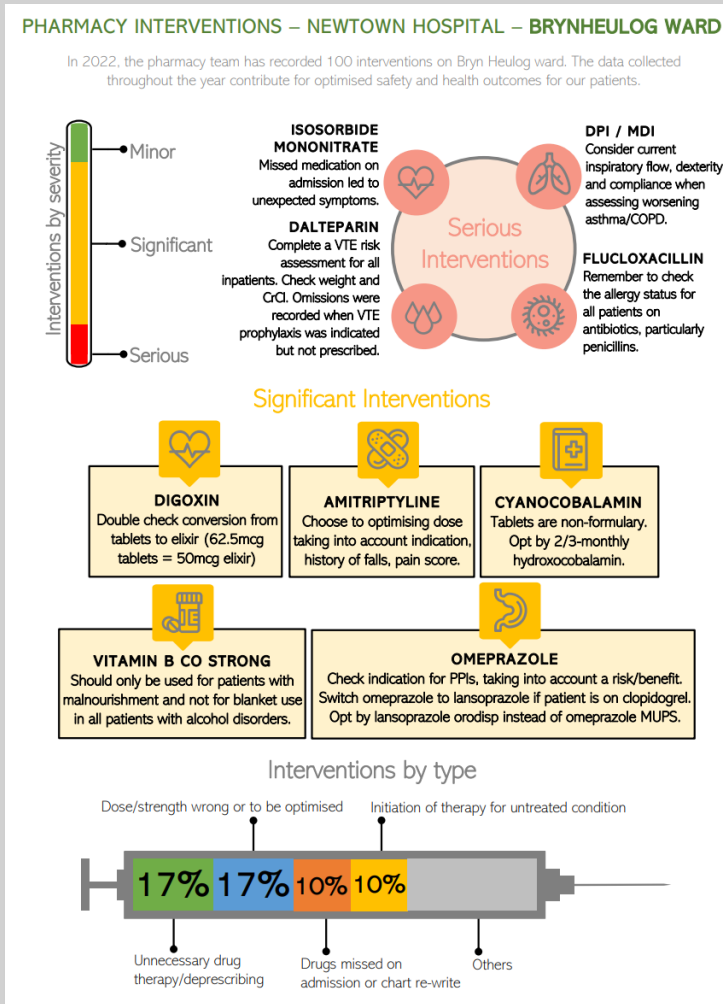 PHARMACY INTERVENTIONS – NEWTOWN HOSPITAL – BRYNHEULOG WARD
In 2022, the pharmacy team has recorded 100 interventions on Bryn Heulog ward. The data collected
throughout the year contribute for optimised safety and health outcomes for our patients.
Interventions by severity
Minor
Significant
Serious
ISOSORBIDE
MONONITRATE
Missed medication on
admission led to
unexpected symptoms.
DALTEPARIN
Complete a VTE risk
assessment for all
inpatients. Check weight and
CrCl. Omissions were
recorded when VTE
prophylaxis was indicated
but not prescribed.
Serious
Interventions
DPI / MDI
Consider current
inspiratory flow, dexterity
and compliance when
assessing worsening
asthma/COPD.
FLUCLOXACILLIN
Remember to check
the allergy status for
all patients on
antibiotics, particularly
penicillins.
Significant Interventions
DIGOXIN
Double check conversion from
tablets to elixir (62.5mcg
tablets = 50mcg elixir)
AMITRIPTYLINE
Choose to optimising dose
taking into account indication,
history of falls, pain score.
CYANOCOBALAMIN
Tablets are non-formulary.
Opt by 2/3-monthly
hydroxocobalamin.
VITAMIN B CO STRONG
Should only be used for patients with
malnourishment and not for blanket use
in all patients with alcohol disorders.
OMEPRAZOLE
Check indication for PPIs, taking into account a risk/benefit.
Switch omeprazole to lansoprazole if patient is on clopidogrel.
Opt by lansoprazole orodisp instead of omeprazole MUPS.
Interventions by type
Dose/strength wrong or to be optimised
Initiation of therapy for untreated condition
17%
17%
10%
10%
Unnecessary drug
therapy/deprescribing
Drugs missed on
admission or chart re-write
Others